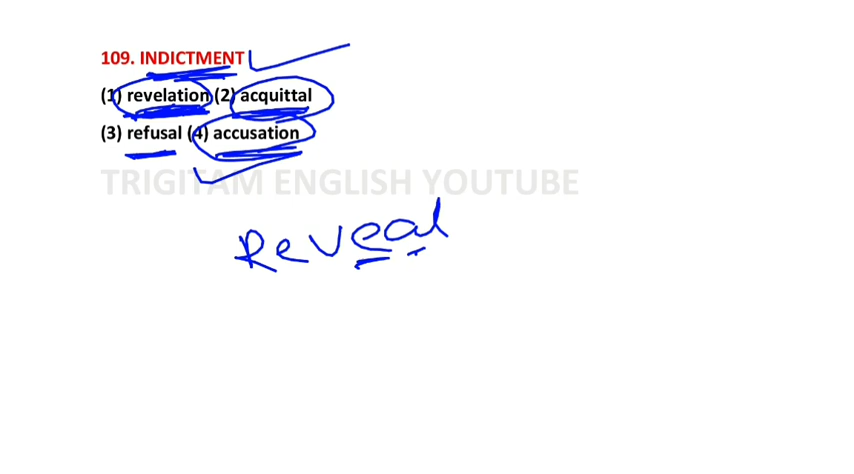 109. INDICTMENT
(1) revelation (2) acquittal
(3) refusal (4) accusation
TRIGITAM ENGLISH YOUTUBE
Reveal